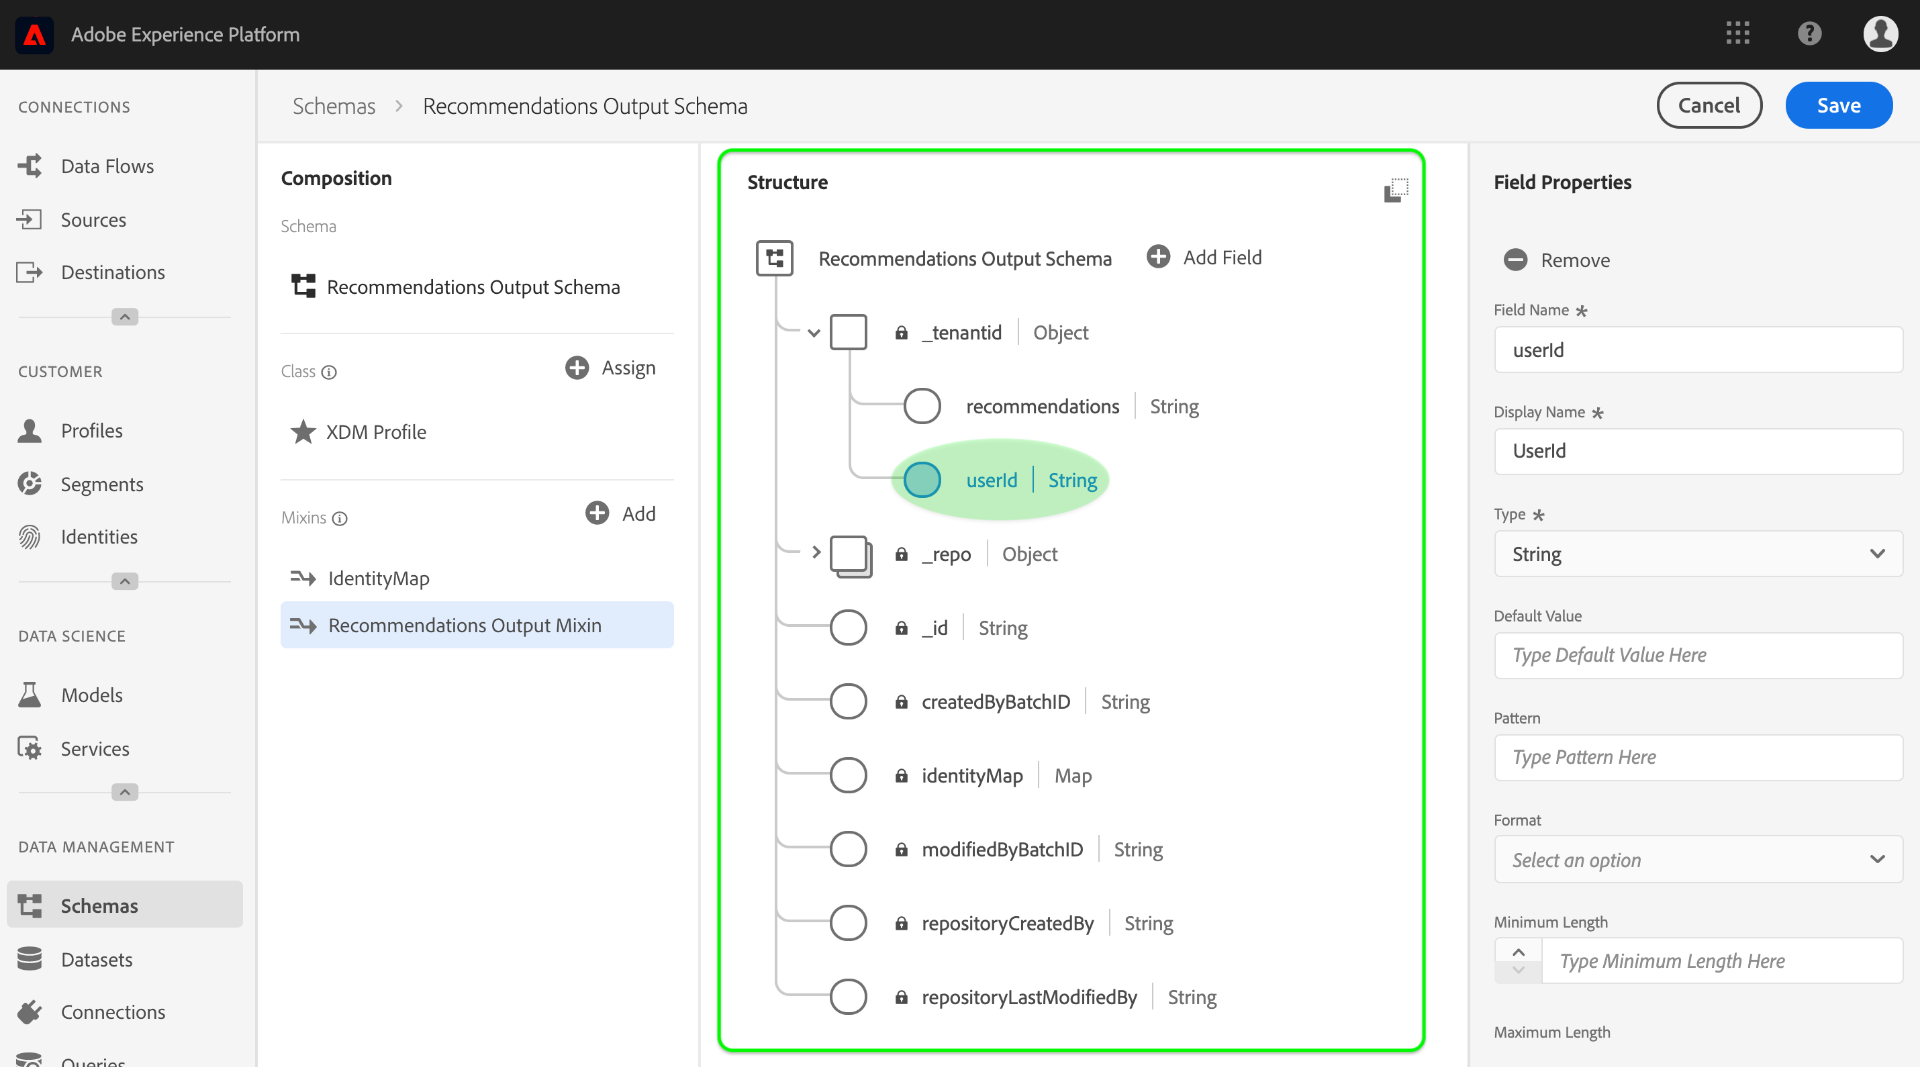 Adobe Experience Platform
CONNECTIONS
Data Flows
Sources
Destinations
CUSTOMER
Profiles
Segments
Identities
DATA SCIENCE
Models
Services
DATA MANAGEMENT
Schemas
Datasets
Connections
Queries
Schemas > Recommendations Output Schema
Cancel
Save
Composition
Schema
Recommendations Output Schema
Class
Assign
XDM Profile
Mixins
Add
IdentityMap
Recommendations Output Mixin
Structure
Recommendations Output Schema Add Field
_tenantid | Object
recommendations | String
userId | String
_repo | Object
_id | String
createdByBatchID | String
identityMap | Map
modifiedByBatchID | String
repositoryCreatedBy | String
repositoryLastModifiedBy | String
Field Properties
Remove
Field Name *
userId
Display Name *
UserId
Type *
String
Default Value
Type Default Value Here
Pattern
Type Pattern Here
Format
Select an option
Minimum Length
Type Minimum Length Here
Maximum Length